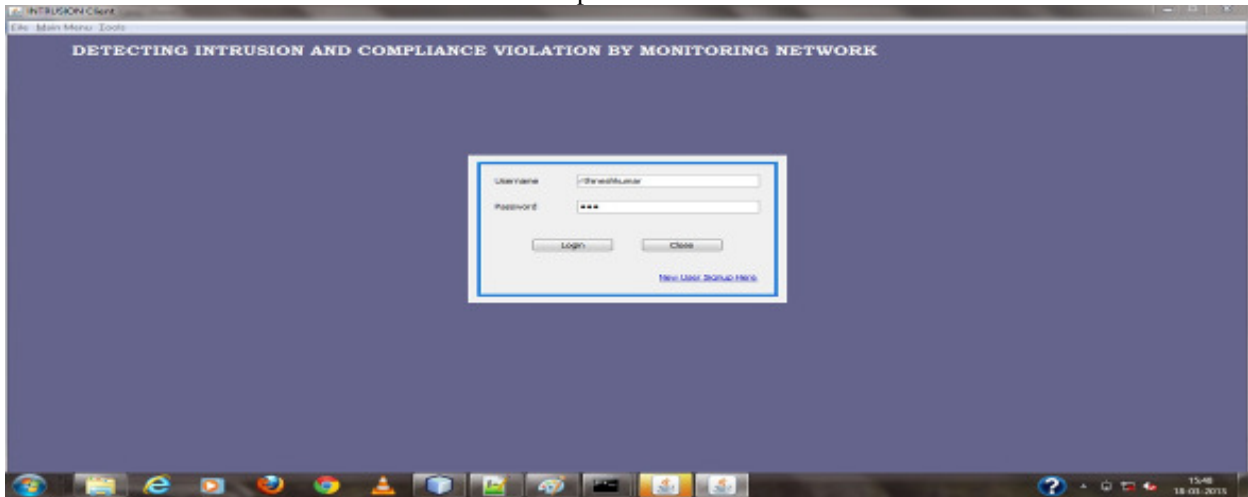 INTRUSION Client
File Main Menu Tools
DETECTING INTRUSION AND COMPLIANCE VIOLATION BY MONITORING NETWORK
Username
Password
Login Close
New User Signup Here
15:48
18-03-2015